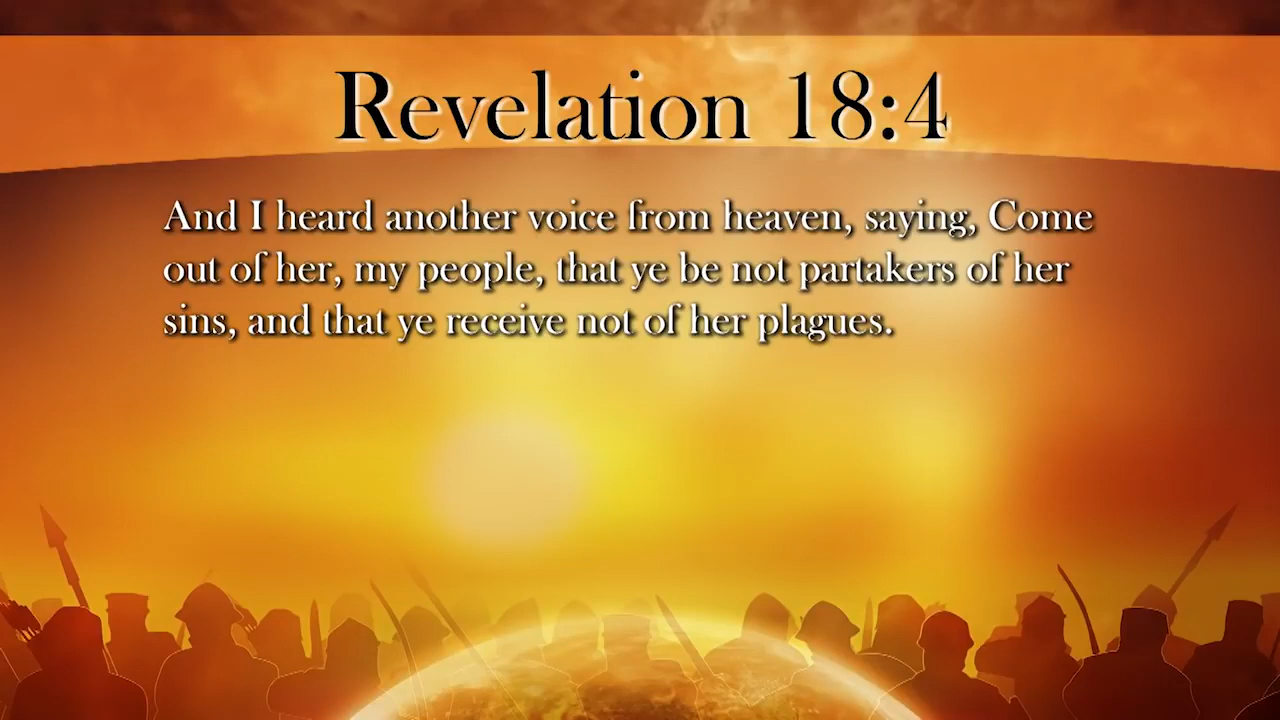 Revelation 18:4
And I heard another voice from heaven, saying, Come
out of her, my people, that ye be not partakers of her
sins, and that ye receive not of her plagues.